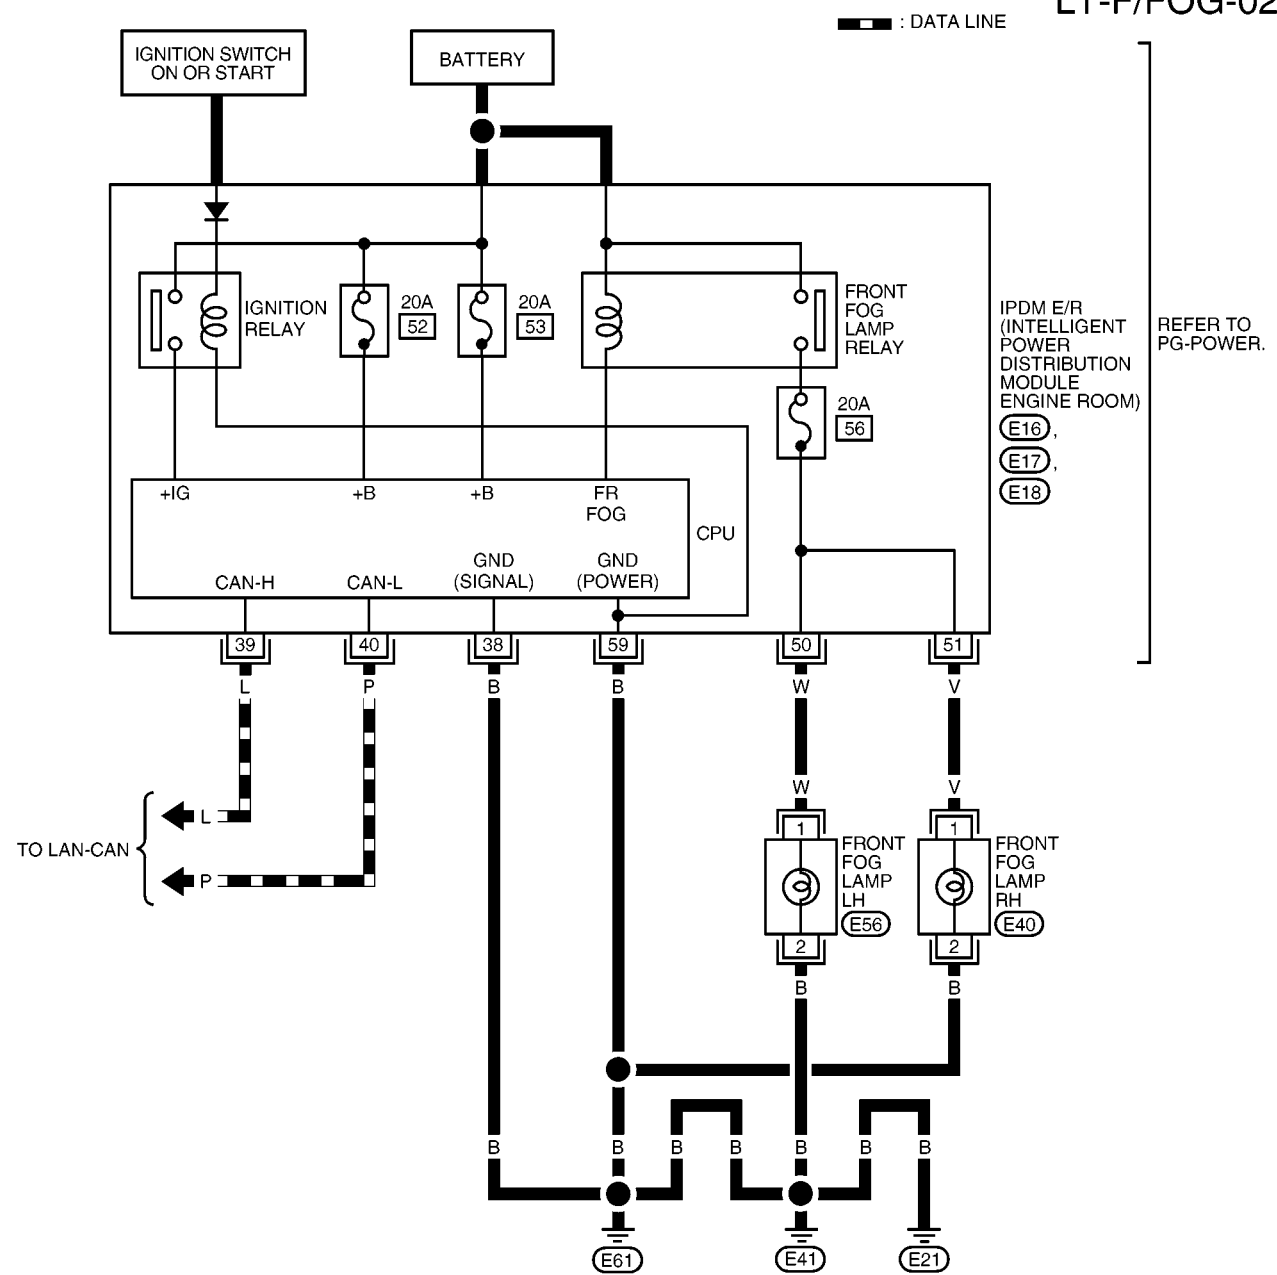 LT-F/FOG-02
: DATA LINE
IGNITION SWITCH
ON OR START
BATTERY
IGNITION
RELAY
20A
52
20A
53
FRONT
FOG
LAMP
RELAY
20A
56
IPDM E/R
(INTELLIGENT
POWER
DISTRIBUTION
MODULE
ENGINE ROOM)
E16 ,
E17 ,
E18
REFER TO
PG-POWER.
+IG
+B
+B
FR
FOG
CPU
CAN-H
CAN-L
GND
(SIGNAL)
GND
(POWER)
39
40
38
59
50
51
L
P
B
B
W
V
W
V
L
TO LAN-CAN
P
1
1
FRONT
FOG
LAMP
LH
E56
FRONT
FOG
LAMP
RH
E40
2
2
B
B
B
B
B
B
B
B
B
E61
E41
E21